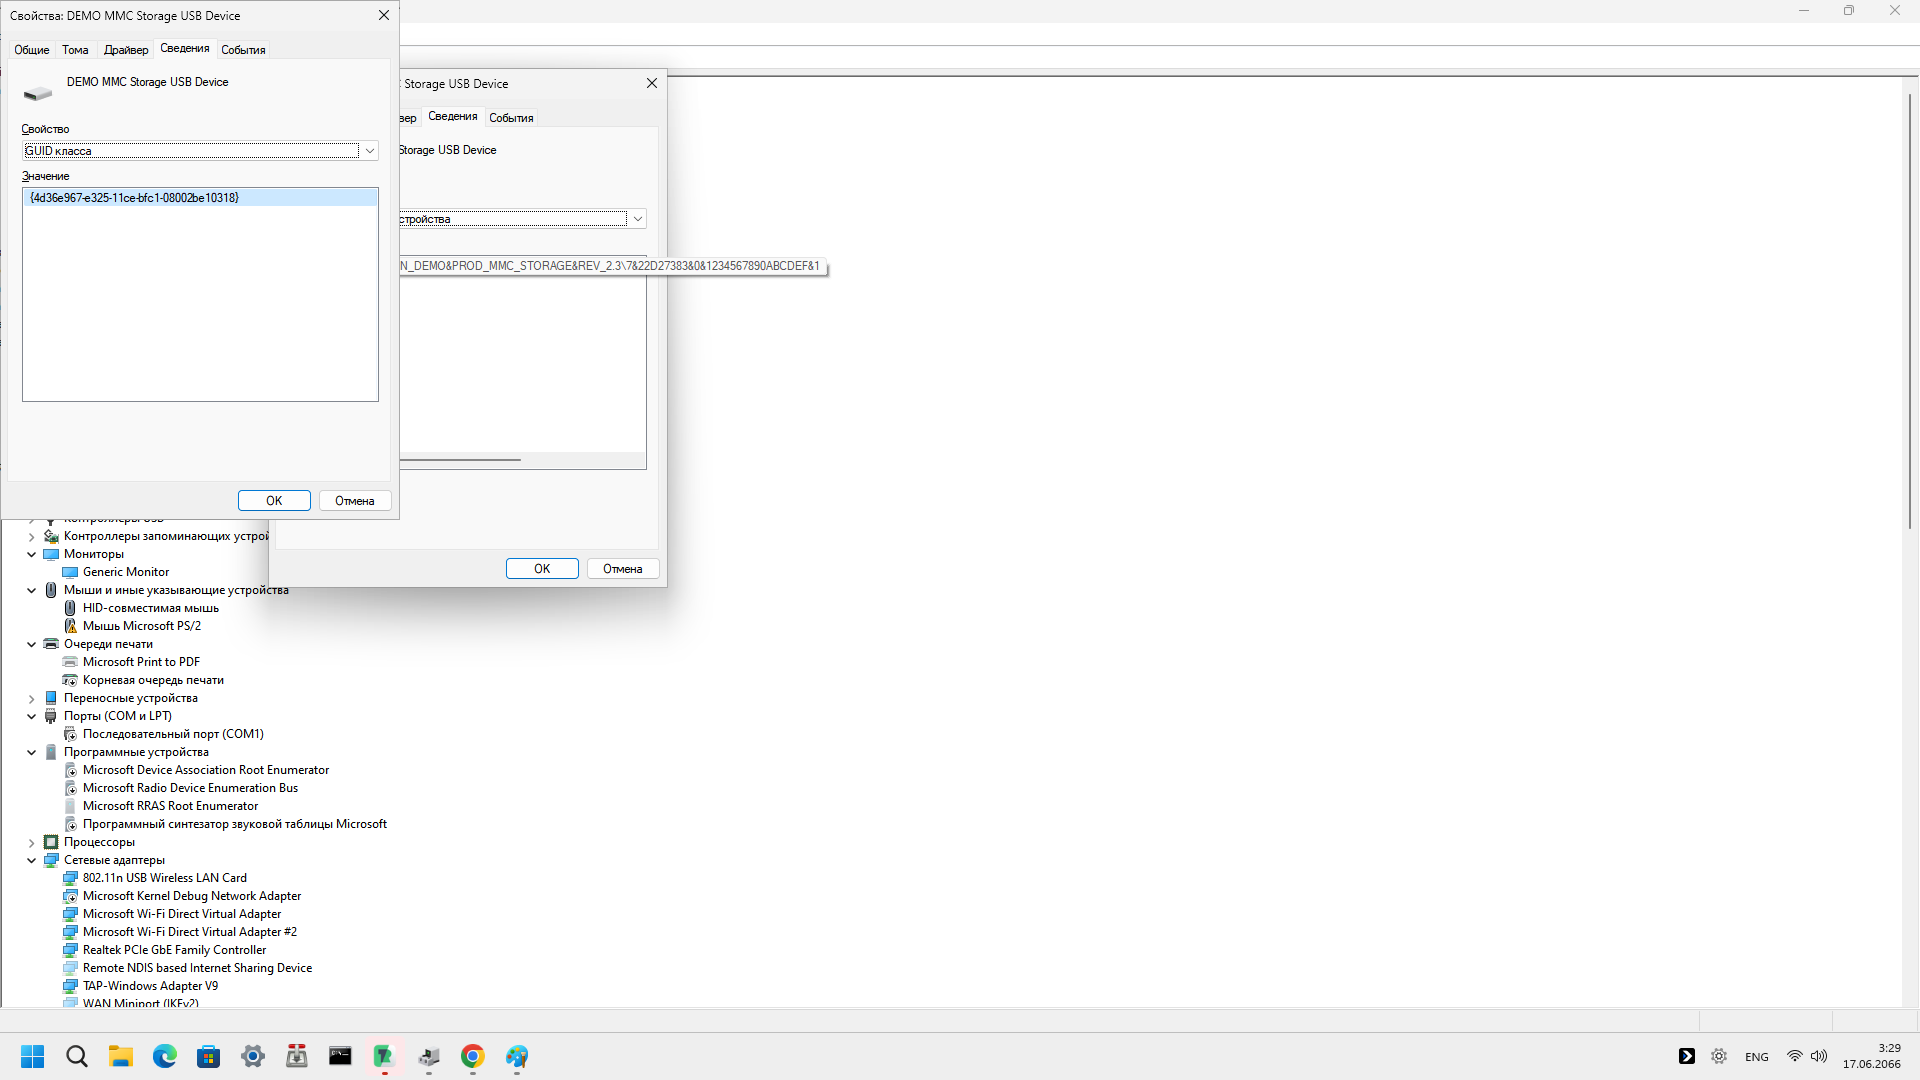 Свойства: DEMO MMC Storage USB Device
Общие Тома Драйвер Сведения События
DEMO MMC Storage USB Device
Свойство
GUID класса
Значение
{4d36e967-e325-11ce-bfc1-08002be10318}
OK Отмена
Storage USB Device
Сведения События
Storage USB Device
N_DEMO&PROD_MMC_STORAGE&REV_2.3\7&22D27383&0&1234567890ABCDEF&1
OK Отмена
Контроллеры USB
Контроллеры запоминающих
Мониторы
Generic Monitor
Мыши и иные указывающие устройства
HID-совместимая мышь
Мышь Microsoft PS/2
Очереди печати
Microsoft Print to PDF
Корневая очередь печати
Переносные устройства
Порты (COM и LPT)
Последовательный порт (COM1)
Программные устройства
Microsoft Device Association Root Enumerator
Microsoft Radio Device Enumeration Bus
Microsoft RRAS Root Enumerator
Программный синтезатор звуковой таблицы Microsoft
Процессоры
Сетевые адаптеры
802.11n USB Wireless LAN Card
Microsoft Kernel Debug Network Adapter
Microsoft Wi-Fi Direct Virtual Adapter
Microsoft Wi-Fi Direct Virtual Adapter #2
Realtek PCIe GbE Family Controller
Remote NDIS based Internet Sharing Device
TAP-Windows Adapter V9
WAN Miniport (IKEv2)
ENG
3:29
17.06.2066